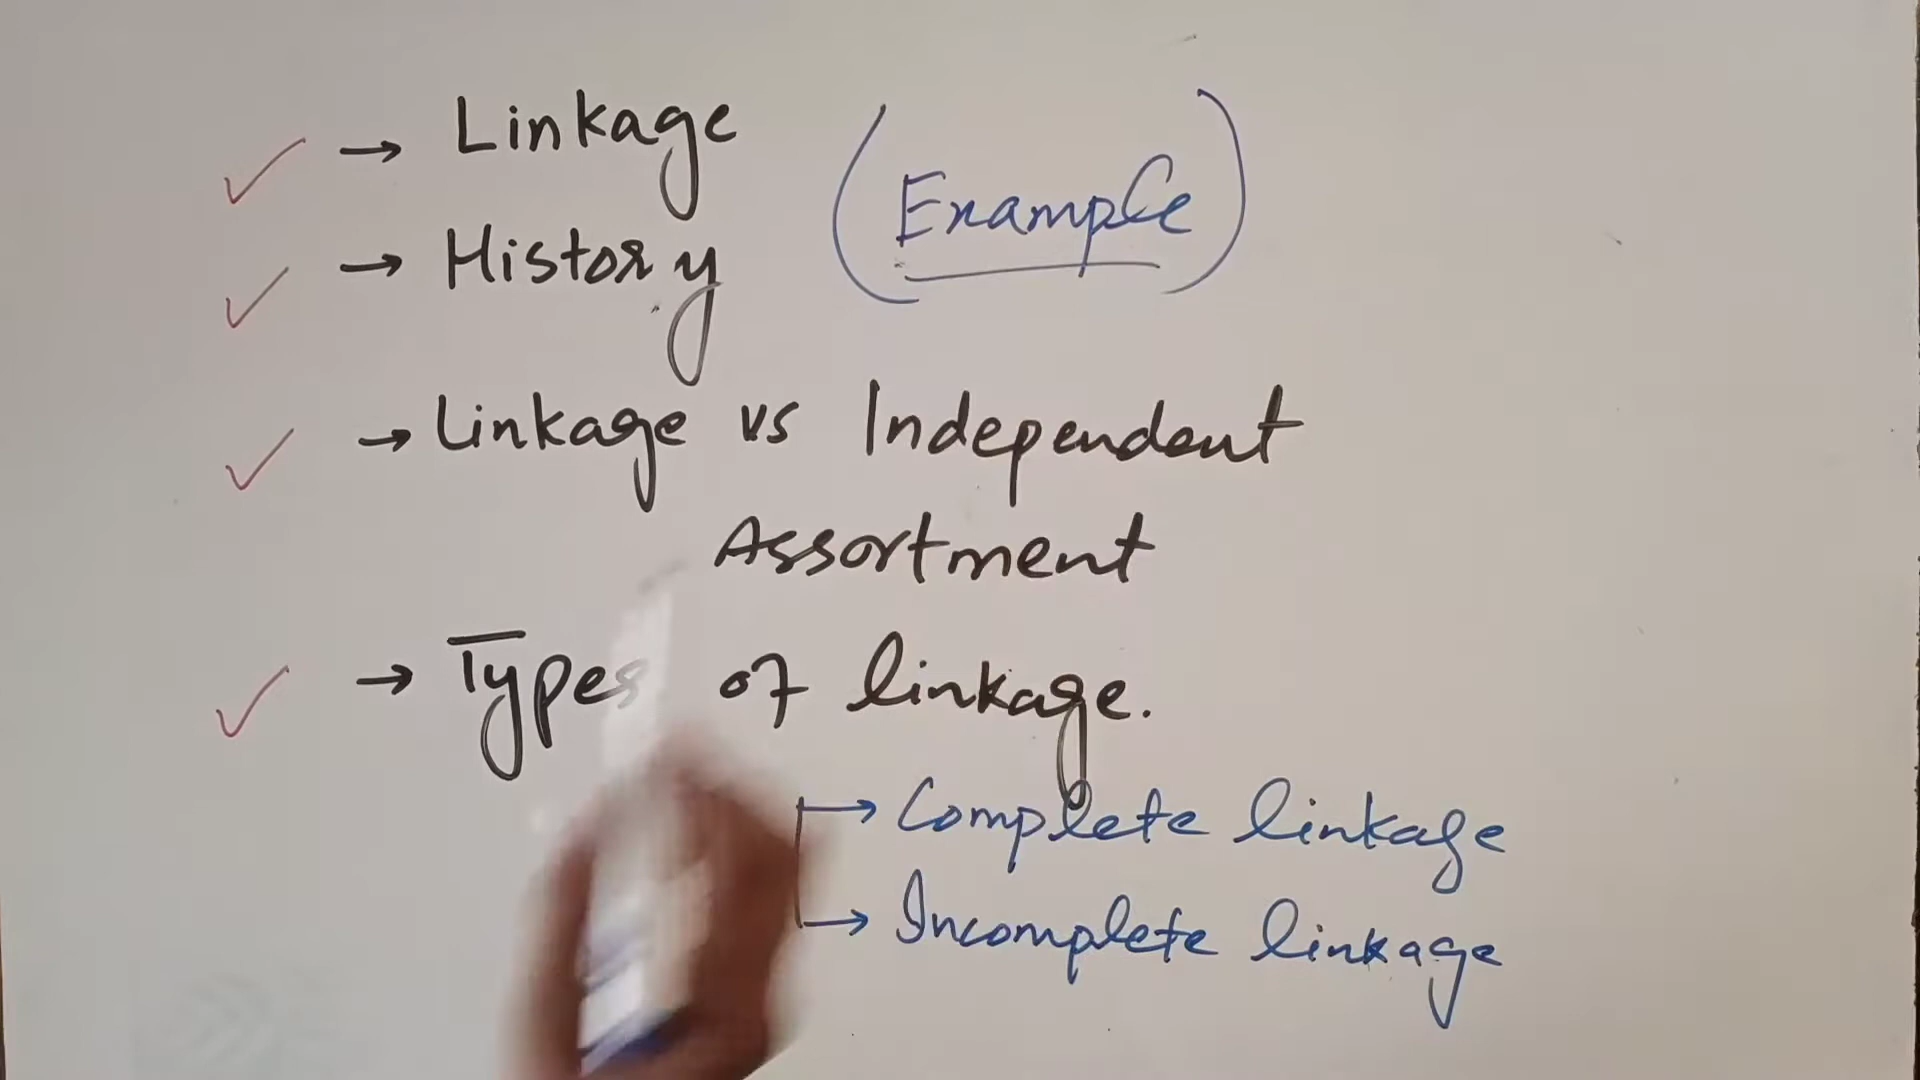 → Linkage
(Example)
→ History
→ Linkage vs Independent
Assortment
→ Types of linkage.
→ Complete linkage
→ Incomplete linkage